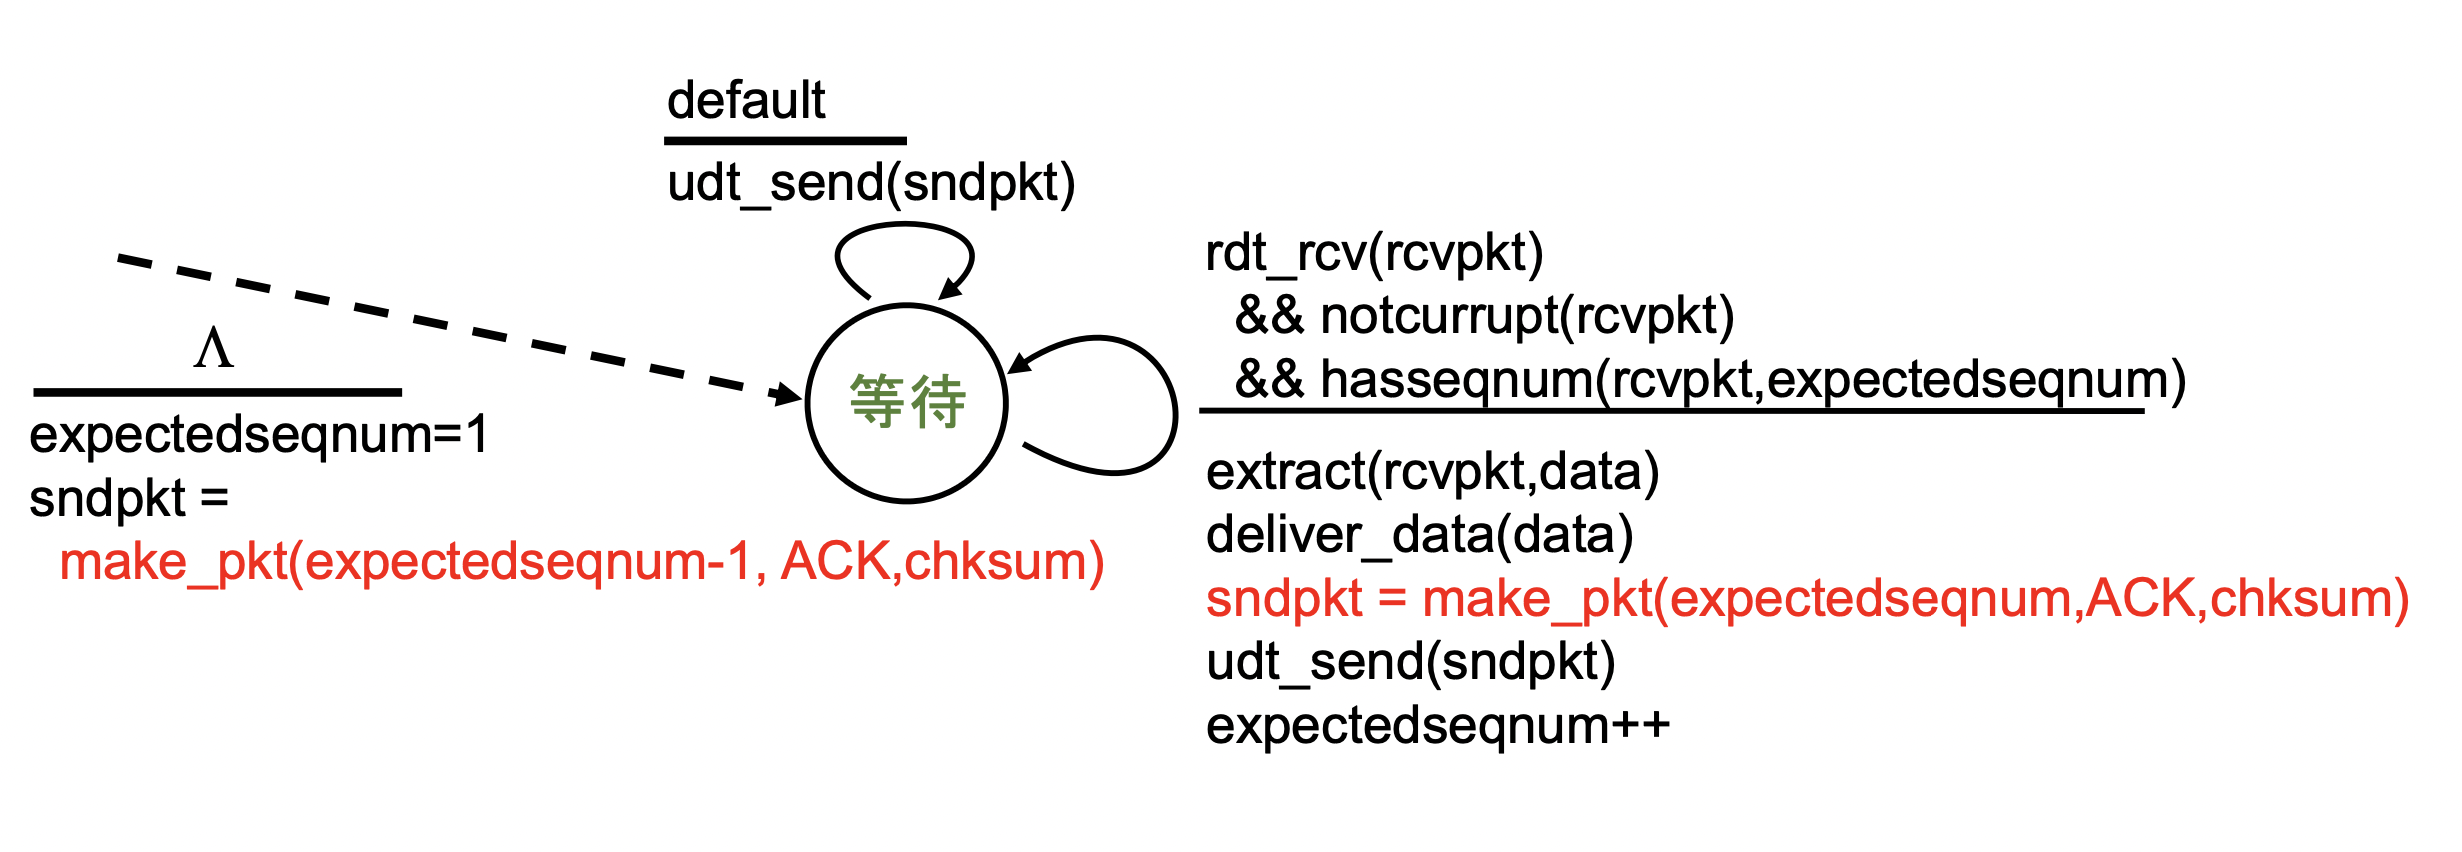 default
udt_send(sndpkt)
Λ
expectedseqnum=1
sndpkt =
make_pkt(expectedseqnum-1, ACK,chksum)
等待
rdt_rcv(rcvpkt)
&& notcurrupt(rcvpkt)
&& hasseqnum(rcvpkt,expectedseqnum)
extract(rcvpkt,data)
deliver_data(data)
sndpkt = make_pkt(expectedseqnum,ACK,chksum)
udt_send(sndpkt)
expectedseqnum++